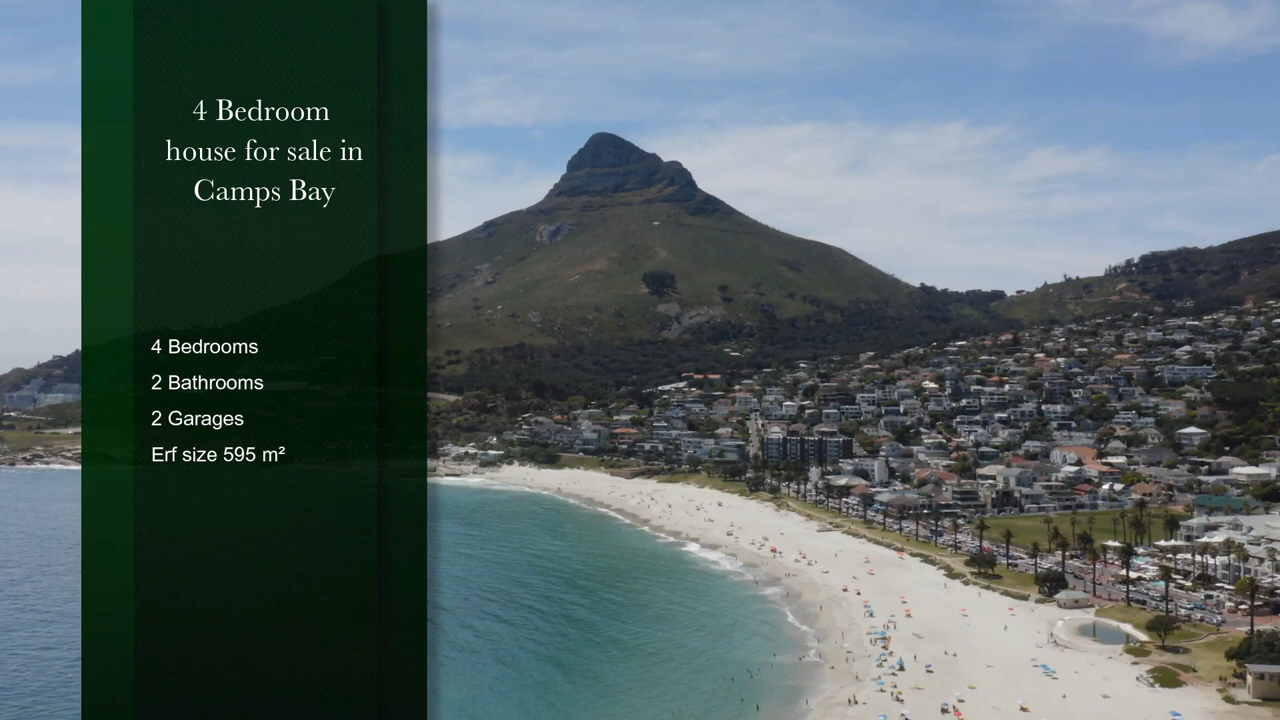 4 Bedroom
house for sale in
Camps Bay
4 Bedrooms
2 Bathrooms
2 Garages
Erf size 595 m²